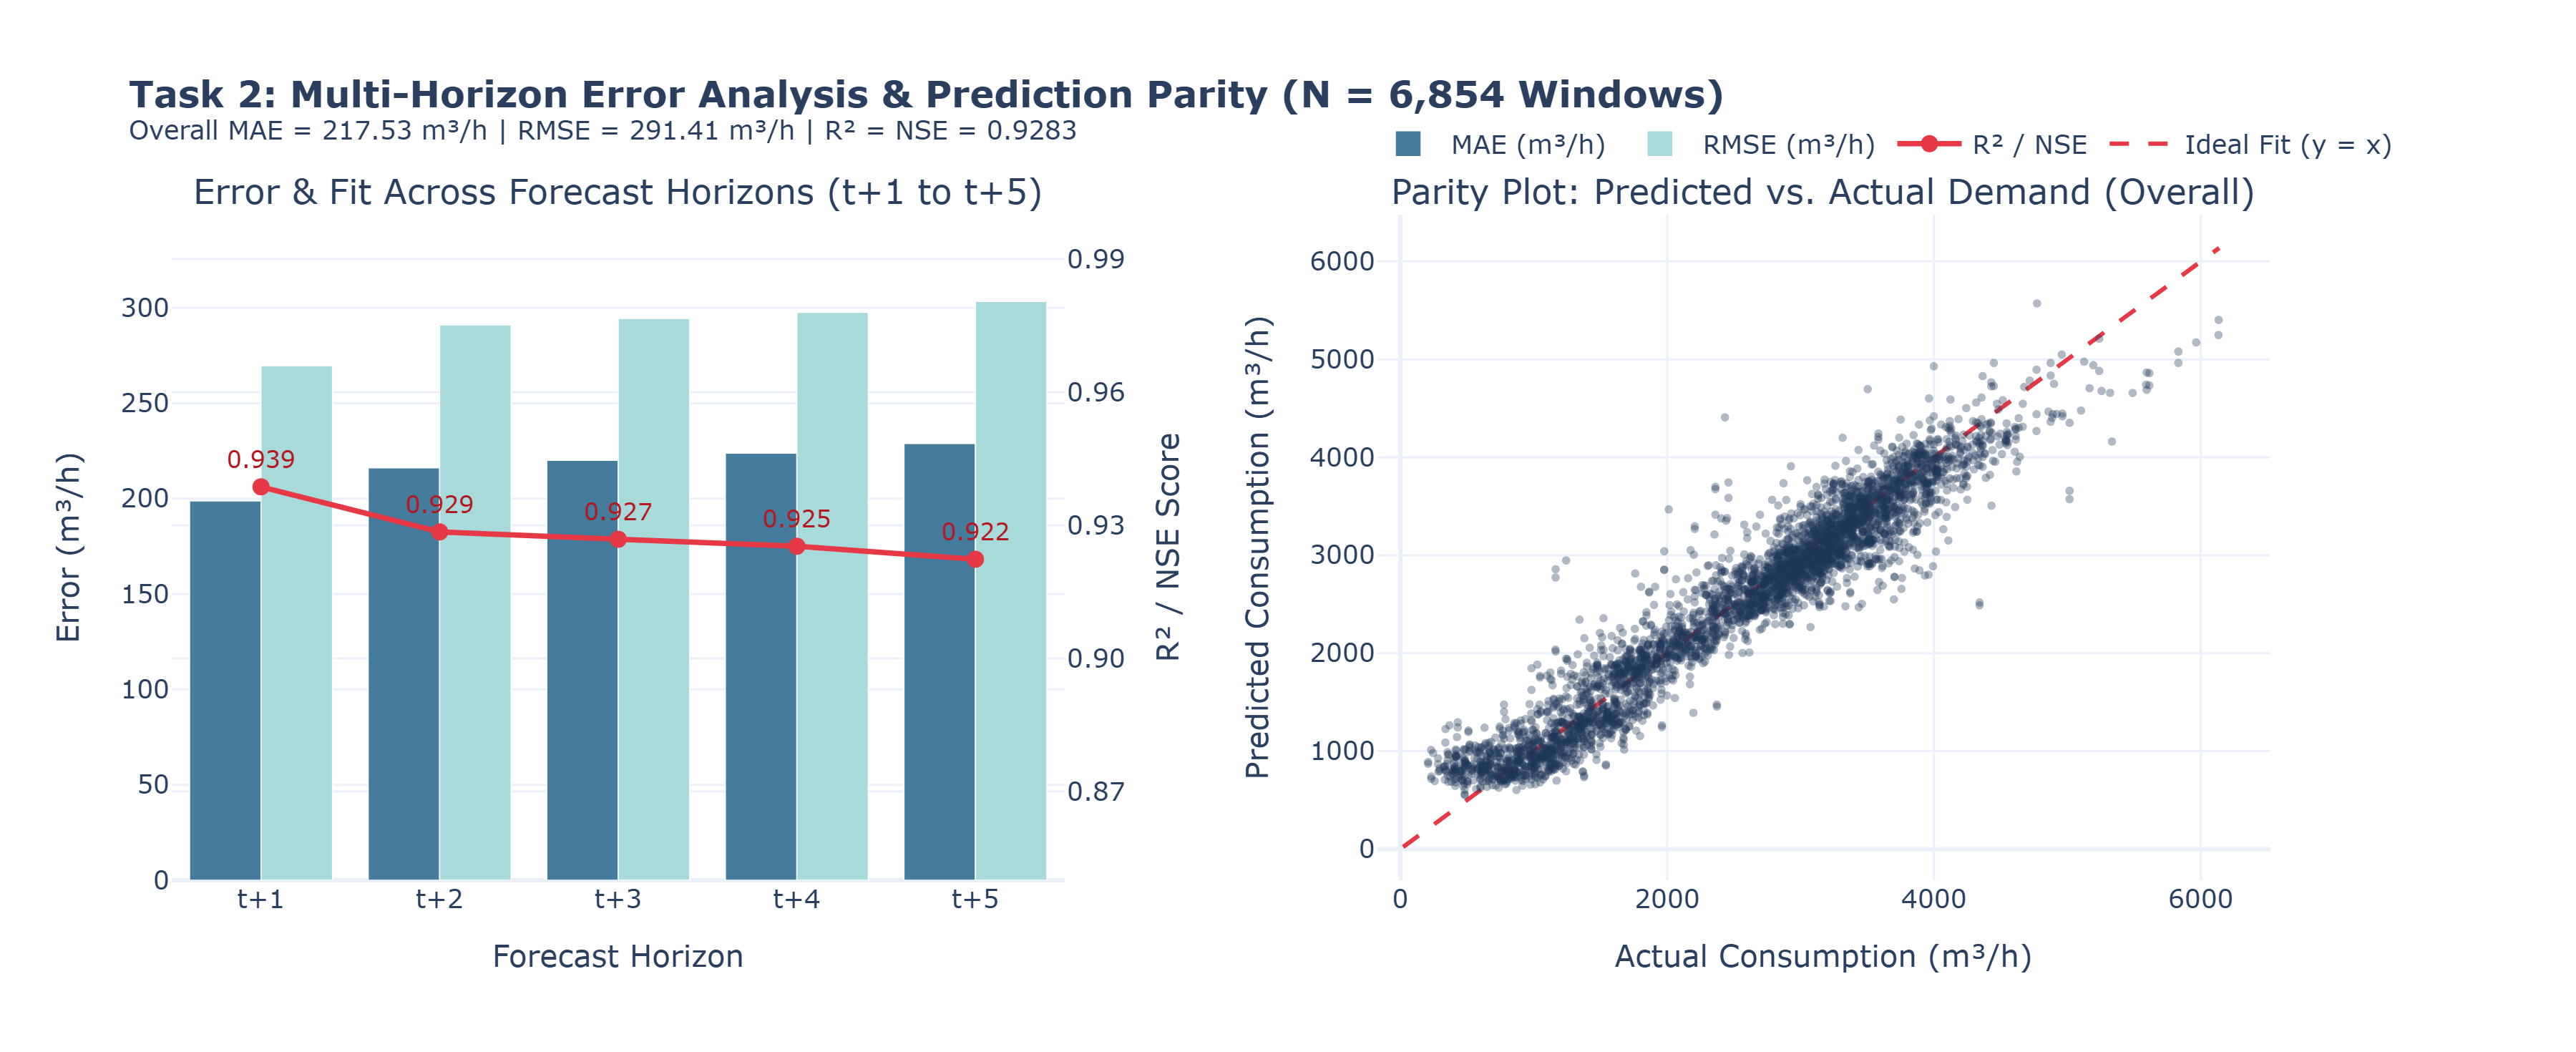 Task 2: Multi-Horizon Error Analysis & Prediction Parity (N = 6,854 Windows)
Overall MAE = 217.53 m³/h | RMSE = 291.41 m³/h | R² = NSE = 0.9283
MAE (m³/h) RMSE (m³/h) R² / NSE Ideal Fit (y = x)
Error & Fit Across Forecast Horizons (t+1 to t+5)
Error (m³/h)
300
250
200
150
100
50
0
0.939
0.929
0.927
0.925
0.922
0.99
0.96
0.93
0.90
0.87
R² / NSE Score
t+1 t+2 t+3 t+4 t+5
Forecast Horizon
Parity Plot: Predicted vs. Actual Demand (Overall)
Predicted Consumption (m³/h)
6000
5000
4000
3000
2000
1000
0
0 2000 4000 6000
Actual Consumption (m³/h)